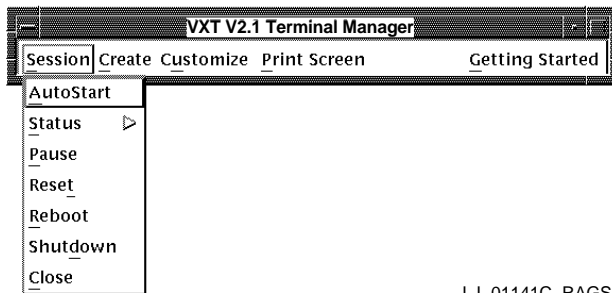 VXT V2.1 Terminal Manager
Session Create Customize Print Screen Getting Started
AutoStart
Status
Pause
Reset
Reboot
Shutdown
Close